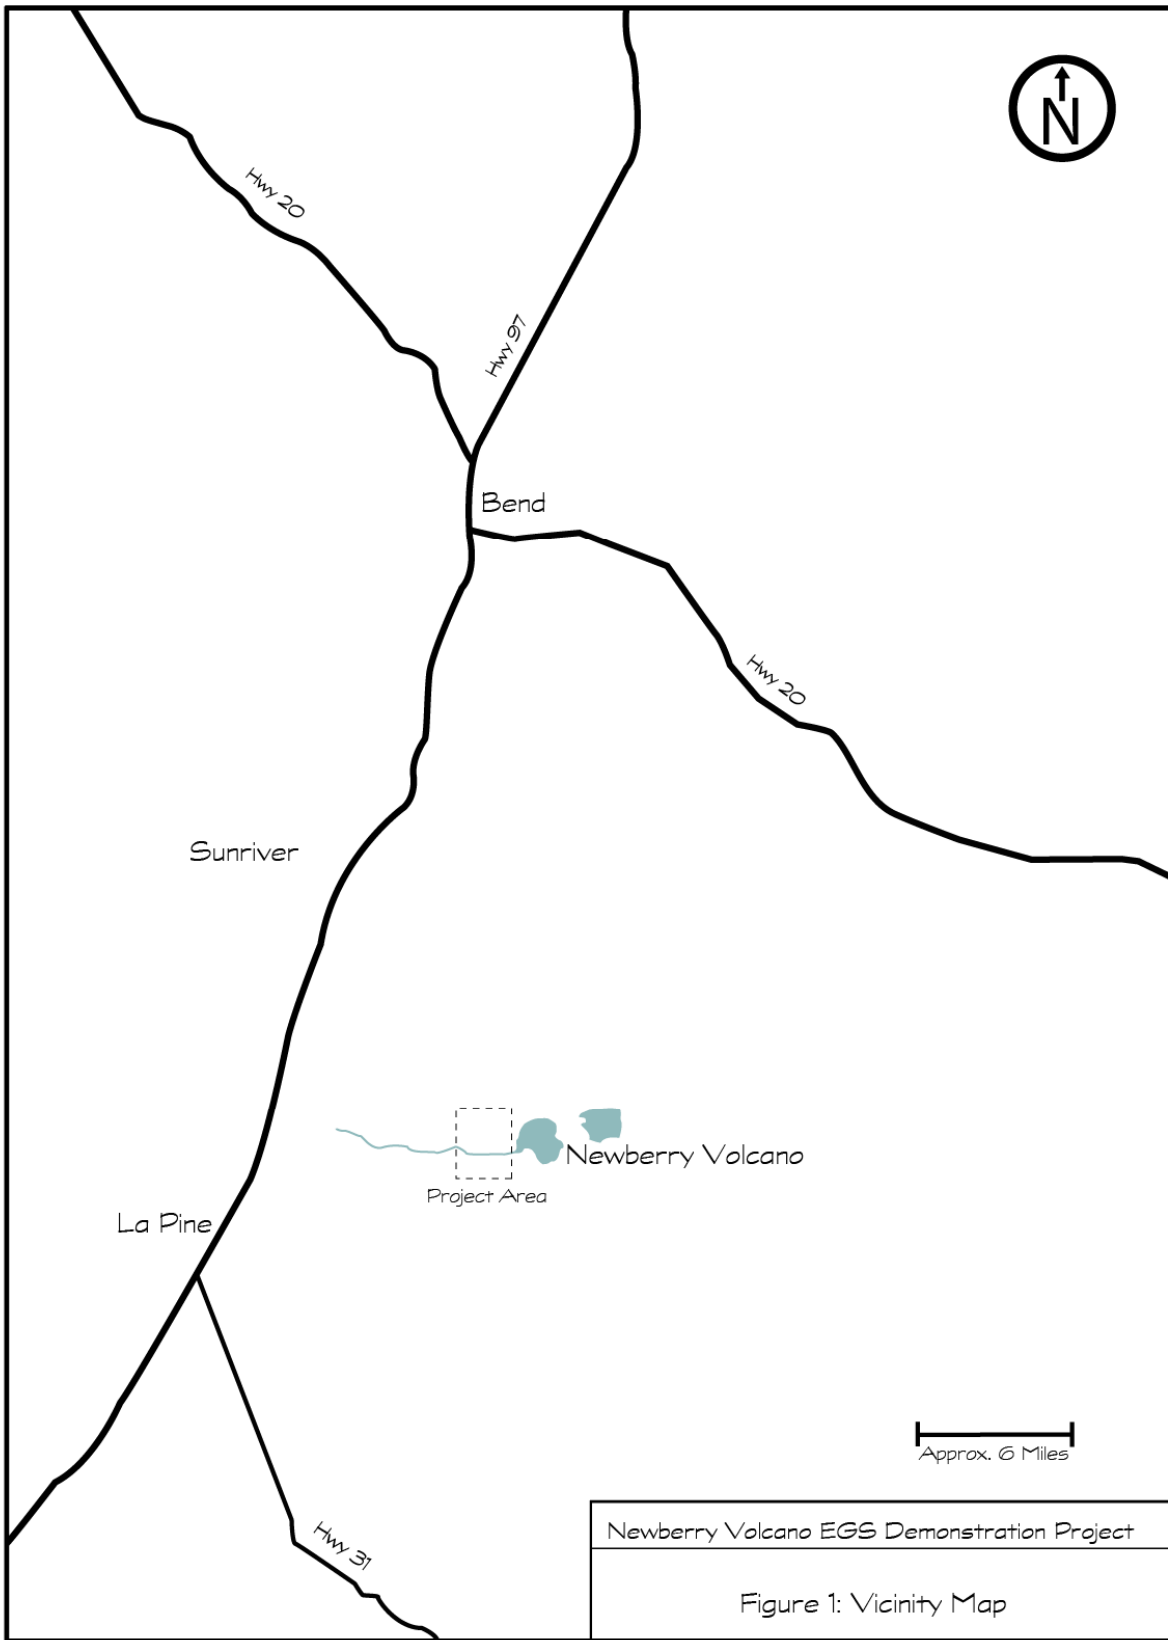 N
Hwy 20
Hwy 97
Bend
Hwy 20
Sunriver
Newberry Volcano
Project Area
La Pine
Approx. 6 Miles
Hwy 31
Newberry Volcano EGS Demonstration Project
Figure 1: Vicinity Map